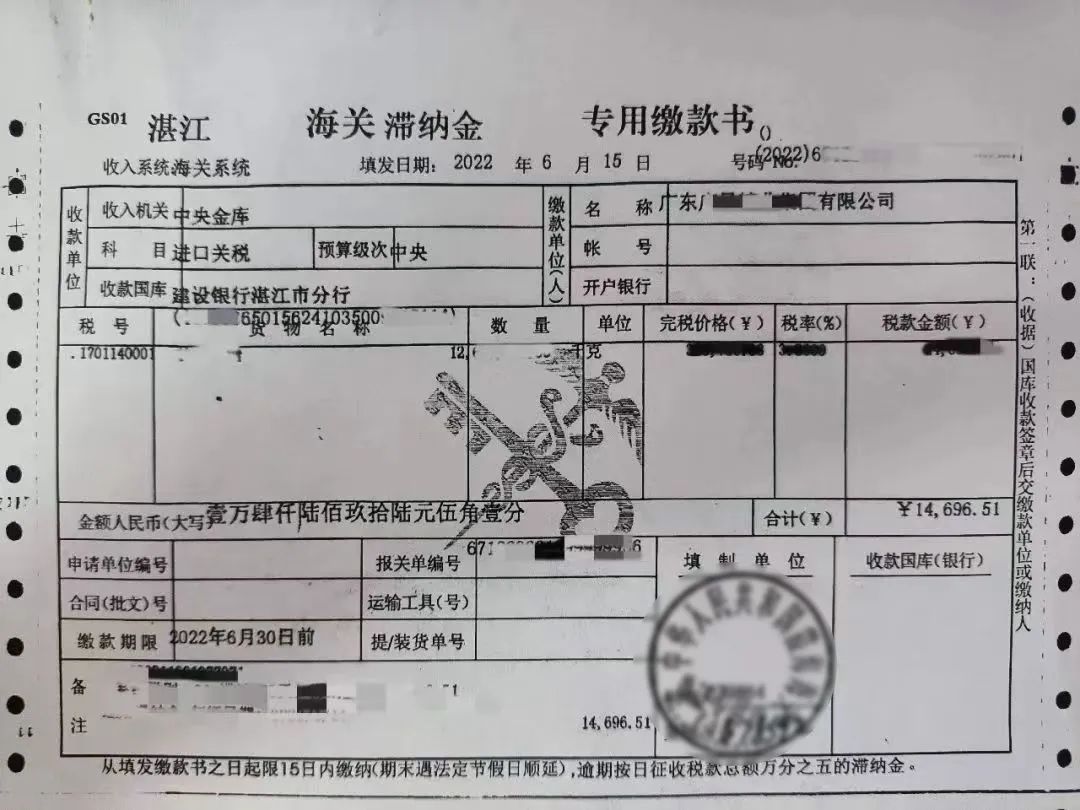 GS01 湛江 海关 滞纳金 专用缴款书()
收入系统:海关系统 填发日期: 2022 年 6 月 15 日 号码 No. (2022)6
收款单位 收入机关 中央金库 缴款单位(人) 名 称 广东 有限公司
科 目 进口关税 预算级次 中央 帐 号
收款国库 建设银行湛江市分行 开户银行
65015624103500
税 号 货 物 名 称 数 量 单位 完税价格(¥) 税率(%) 税款金额(¥)
.1701140001 12, 千克
金额人民币(大写) 壹万肆仟陆佰玖拾陆元伍角壹分 合计(¥) ¥14,696.51
申请单位编号 报关单编号 填 制 单 位 收款国库(银行)
合同(批文)号 运输工具(号)
缴款期限 2022年6月30日前 提/装货单号
备注
14,696.51
从填发缴款书之日起限15日内缴纳(期末遇法定节假日顺延),逾期按日征收税款总额万分之五的滞纳金。
第一联:(收据)国库收款签章后交缴款单位或缴纳人
中华人民共和国